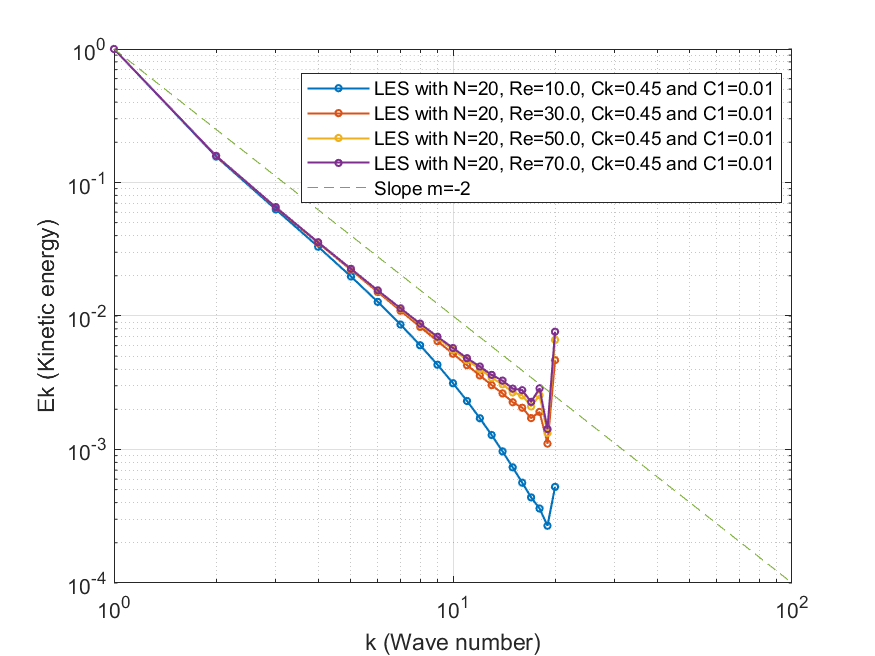 10^0
10^-1
10^-2
10^-3
10^-4
Ek (Kinetic energy)
LES with N=20, Re=10.0, Ck=0.45 and C1=0.01
LES with N=20, Re=30.0, Ck=0.45 and C1=0.01
LES with N=20, Re=50.0, Ck=0.45 and C1=0.01
LES with N=20, Re=70.0, Ck=0.45 and C1=0.01
Slope m=-2
10^0 10^1 10^2
k (Wave number)